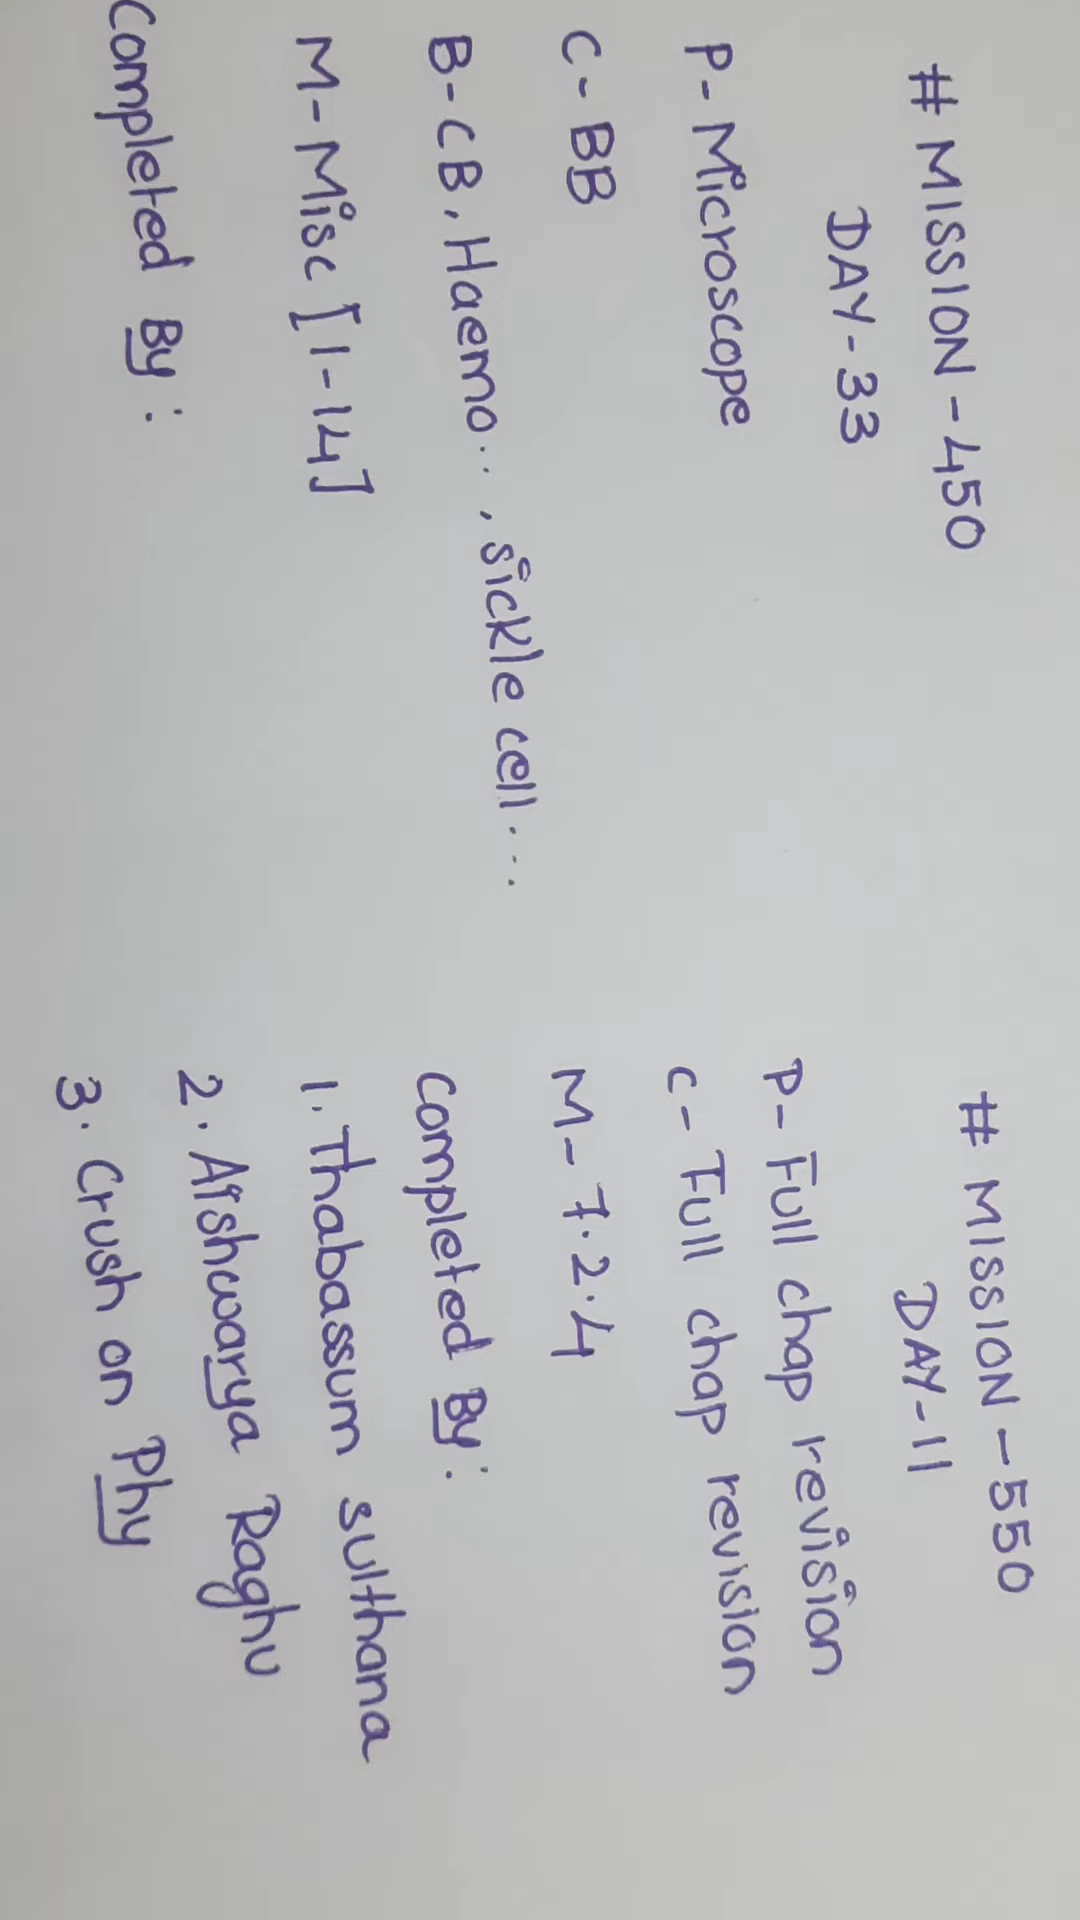 # MISSION - 450
DAY - 33
P - Microscope
C - BB
B - CB, Haemo.., sickle cell...
M - Misc [1-14]
Completed By:
# MISSION - 550
DAY - 11
P - Full chap revision
C - Full chap revision
M - 7.2.4
Completed By:
1. Thabassum sulthana
2. Aishwarya Raghu
3. Crush on Phy